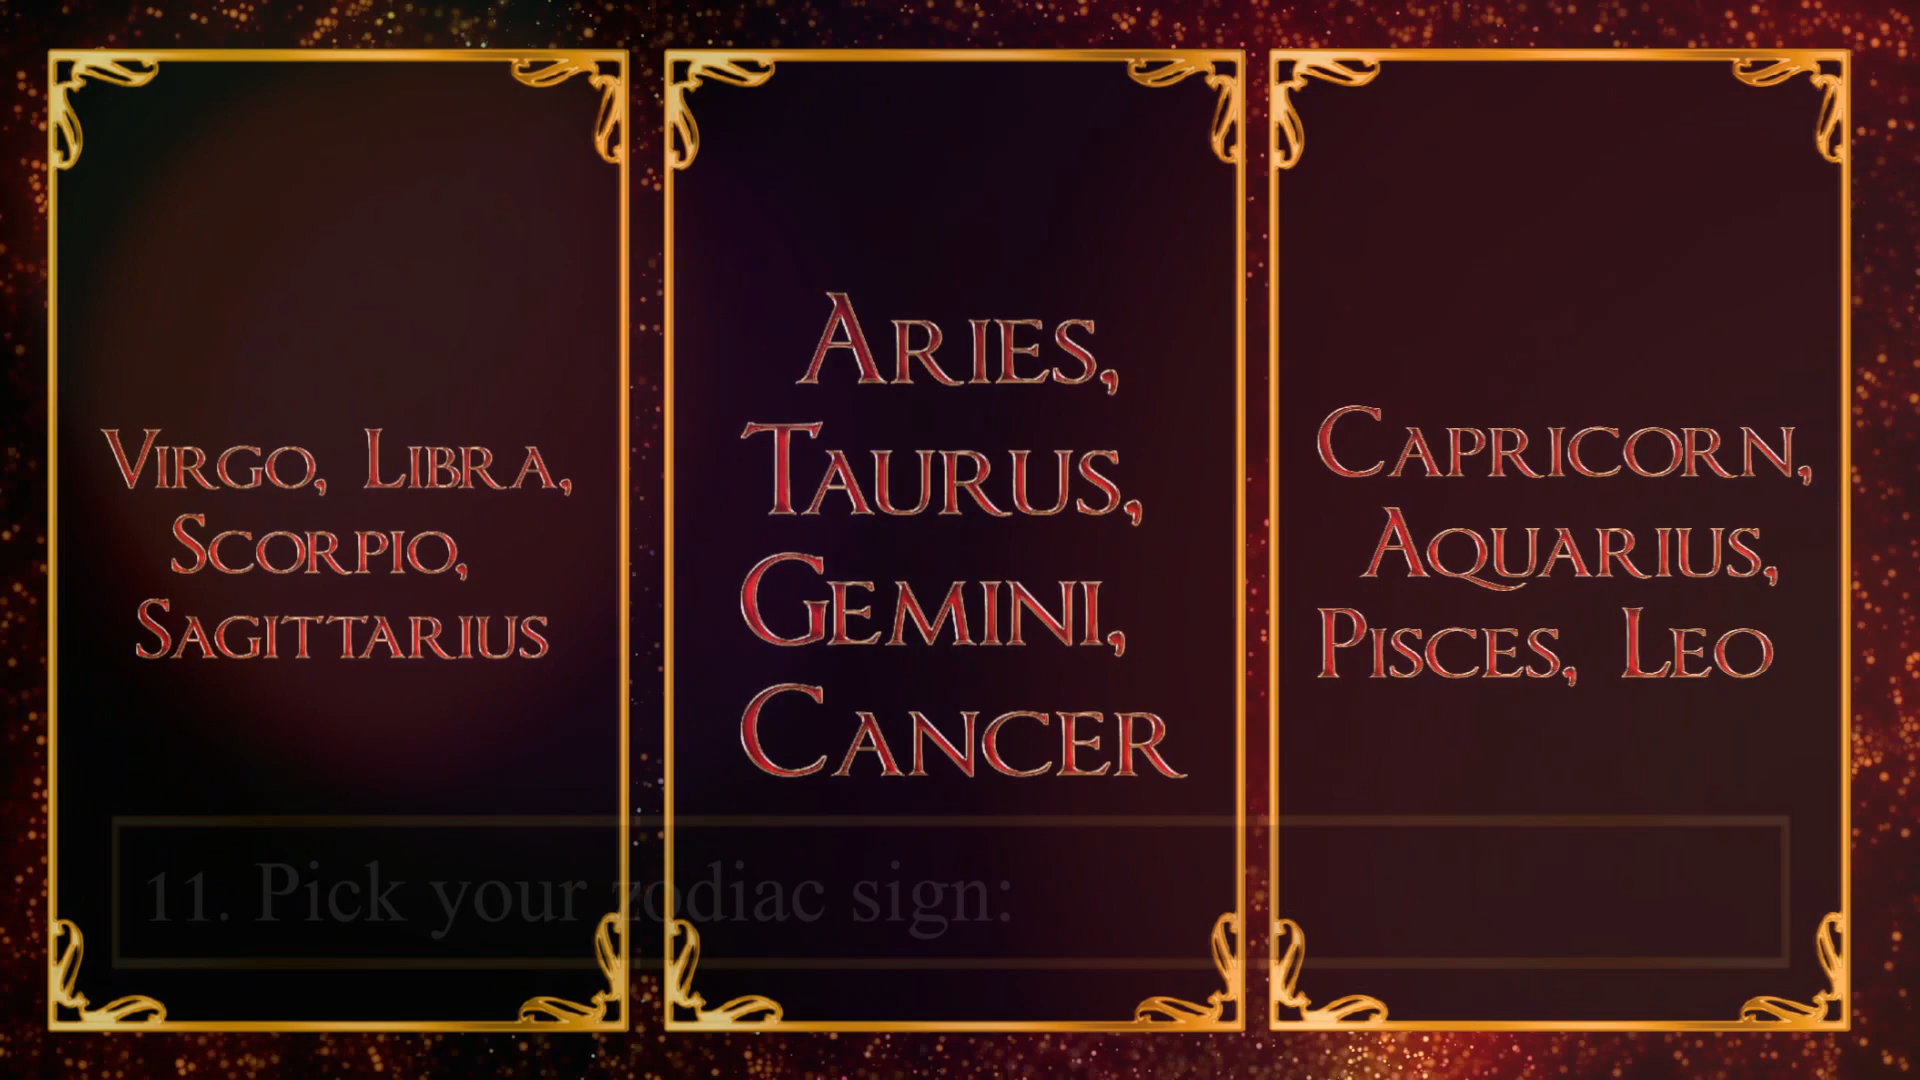 Virgo, Libra,
Scorpio,
Sagittarius
Aries,
Taurus,
Gemini,
Cancer
Capricorn,
Aquarius,
Pisces, Leo
11. Pick your zodiac sign: